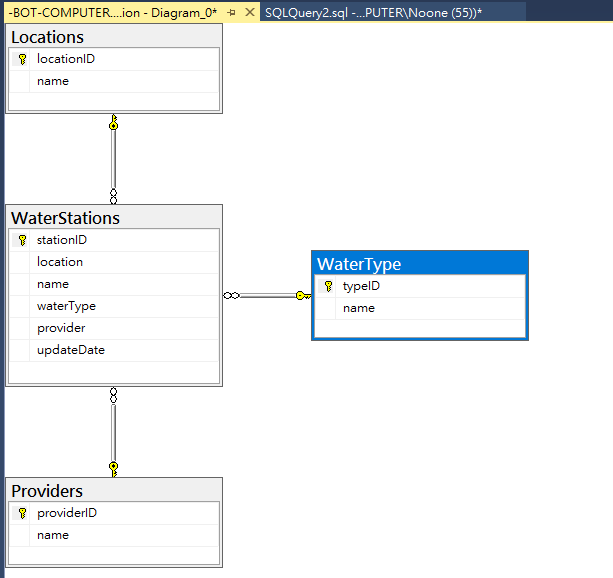 -BOT-COMPUTER....ion - Diagram_0*
SQLQuery2.sql -...PUTER\Noone (55))*
Locations
locationID
name
WaterStations
stationID
location
name
waterType
provider
updateDate
WaterType
typeID
name
Providers
providerID
name